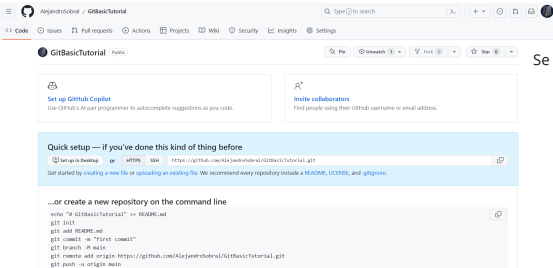 AlejandroSobral / GitBasicTutorial
Type / to search
Code Issues Pull requests Actions Projects Wiki Security Insights Settings
GitBasicTutorial Public
Pin Unwatch 1 Fork 0 Star 0
Se
Set up GitHub Copilot
Use GitHub's AI pair programmer to autocomplete suggestions as you code.
Invite collaborators
Find people using their GitHub username or email address.
Quick setup — if you've done this kind of thing before
Set up in Desktop or HTTPS SSH https://github.com/AlejandroSobral/GitBasicTutorial.git
Get started by creating a new file or uploading an existing file. We recommend every repository include a README, LICENSE, and .gitignore.
...or create a new repository on the command line
echo "# GitBasicTutorial" >> README.md
git init
git add README.md
git commit -m "first commit"
git branch -M main
git remote add origin https://github.com/AlejandroSobral/GitBasicTutorial.git
git push -u origin main